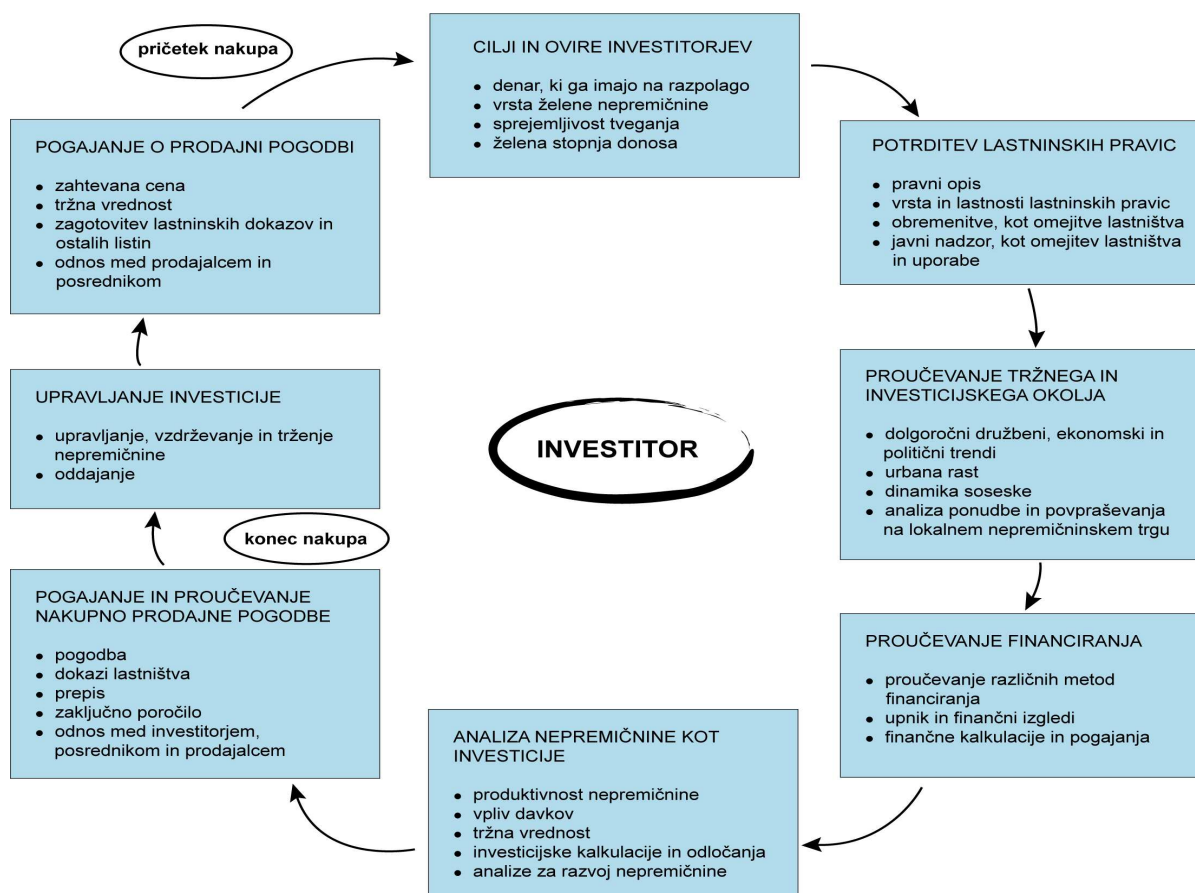 pričetek nakupa
CILJI IN OVIRE INVESTITORJEV
• denar, ki ga imajo na razpolago
• vrsta želene nepremičnine
• sprejemljivost tveganja
• želena stopnja donosa
POTRDITEV LASTNINSKIH PRAVIC
• pravni opis
• vrsta in lastnosti lastninskih pravic
• obremenitve, kot omejitve lastništva
• javni nadzor, kot omejitev lastništva
in uporabe
PROUČEVANJE TRŽNEGA IN
INVESTICIJSKEGA OKOLJA
• dolgoročni družbeni, ekonomski in
politični trendi
• urbana rast
• dinamika soseske
• analiza ponudbe in povpraševanja
na lokalnem nepremičninskem trgu
PROUČEVANJE FINANCIRANJA
• proučevanje različnih metod
financiranja
• upnik in finančni izgledi
• finančne kalkulacije in pogajanja
ANALIZA NEPREMIČNINE KOT
INVESTICIJE
• produktivnost nepremičnine
• vpliv davkov
• tržna vrednost
• investicijske kalkulacije in odločanja
• analize za razvoj nepremičnine
POGAJANJE IN PROUČEVANJE
NAKUPNO PRODAJNE POGODBE
• pogodba
• dokazi lastništva
• prepis
• zaključno poročilo
• odnos med investitorjem,
posrednikom in prodajalcem
konec nakupa
UPRAVLJANJE INVESTICIJE
• upravljanje, vzdrževanje in trženje
nepremičnine
• oddajanje
POGAJANJE O PRODAJNI POGODBI
• zahtevana cena
• tržna vrednost
• zagotovitev lastninskih dokazov in
ostalih listin
• odnos med prodajalcem in
posrednikom
INVESTITOR